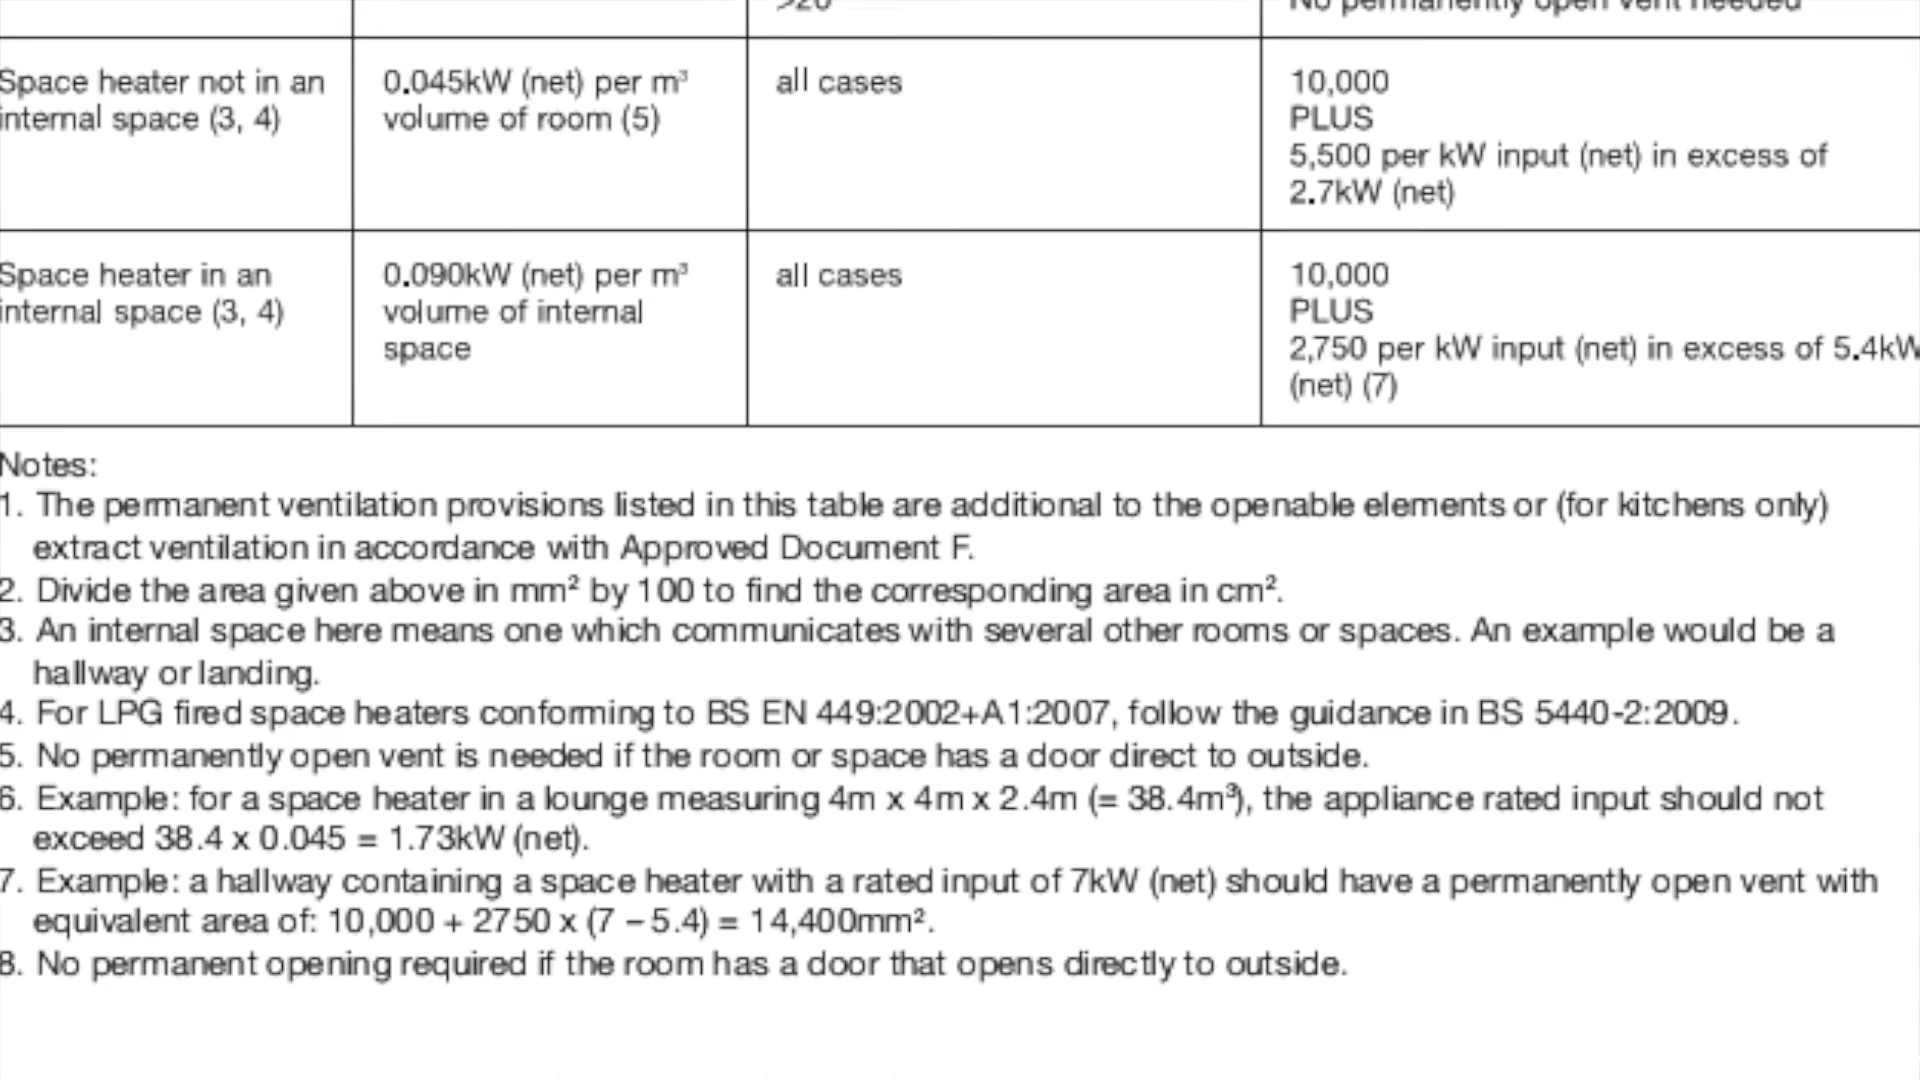 >20
No permanently open vent needed
Space heater not in an
internal space (3, 4)
0.045kW (net) per m³
volume of room (5)
all cases
10,000
PLUS
5,500 per kW input (net) in excess of
2.7kW (net)
Space heater in an
internal space (3, 4)
0.090kW (net) per m³
volume of internal
space
all cases
10,000
PLUS
2,750 per kW input (net) in excess of 5.4kW
(net) (7)
Notes:
1. The permanent ventilation provisions listed in this table are additional to the openable elements or (for kitchens only)
extract ventilation in accordance with Approved Document F.
2. Divide the area given above in mm² by 100 to find the corresponding area in cm².
3. An internal space here means one which communicates with several other rooms or spaces. An example would be a
hallway or landing.
4. For LPG fired space heaters conforming to BS EN 449:2002+A1:2007, follow the guidance in BS 5440-2:2009.
5. No permanently open vent is needed if the room or space has a door direct to outside.
6. Example: for a space heater in a lounge measuring 4m x 4m x 2.4m (= 38.4m³), the appliance rated input should not
exceed 38.4 x 0.045 = 1.73kW (net).
7. Example: a hallway containing a space heater with a rated input of 7kW (net) should have a permanently open vent with
equivalent area of: 10,000 + 2750 x (7 – 5.4) = 14,400mm².
8. No permanent opening required if the room has a door that opens directly to outside.